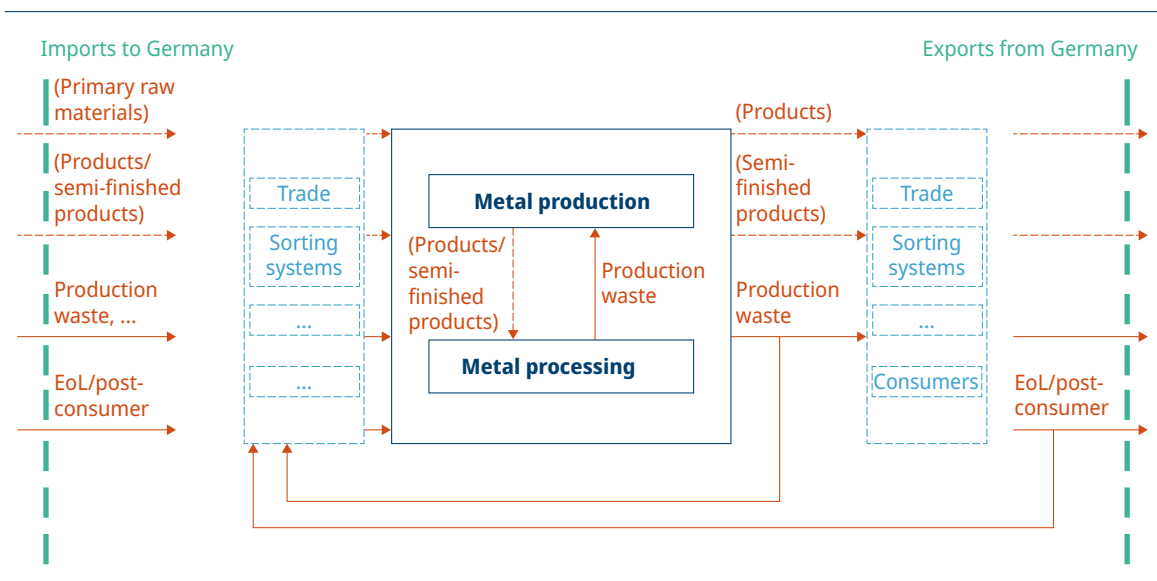 Imports to Germany
Exports from Germany
(Primary raw
materials)
(Products/
semi-finished
products)
Production
waste, ...
EoL/post-
consumer
Trade
Sorting
systems
...
...
Metal production
(Products/
semi-
finished
products)
Production
waste
Metal processing
(Products)
(Semi-
finished
products)
Production
waste
Trade
Sorting
systems
...
Consumers
EoL/post-
consumer